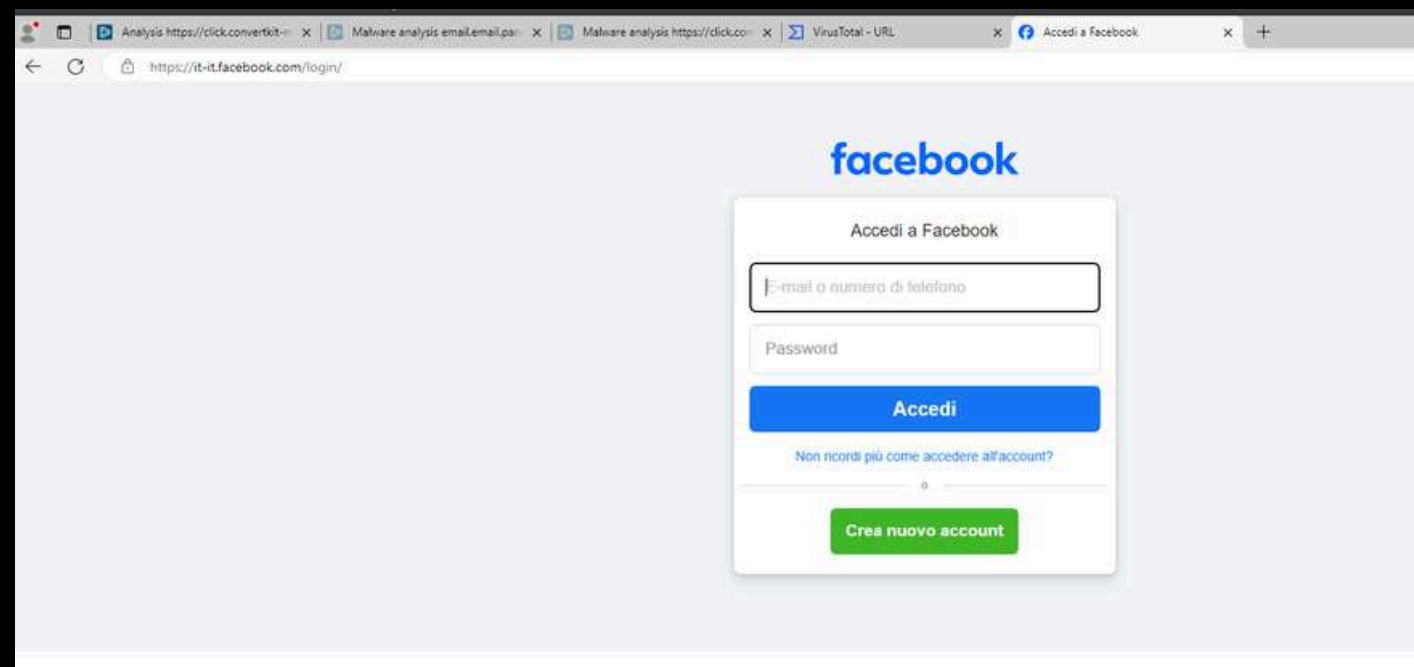 Analysis https://click.convertkit-m
Malware analysis email.email.pan
Malware analysis https://click.con
VirusTotal - URL
Accedi a Facebook
https://it-it.facebook.com/login/
facebook
Accedi a Facebook
E-mail o numero di telefono
Password
Accedi
Non ricordi più come accedere all'account?
o
Crea nuovo account